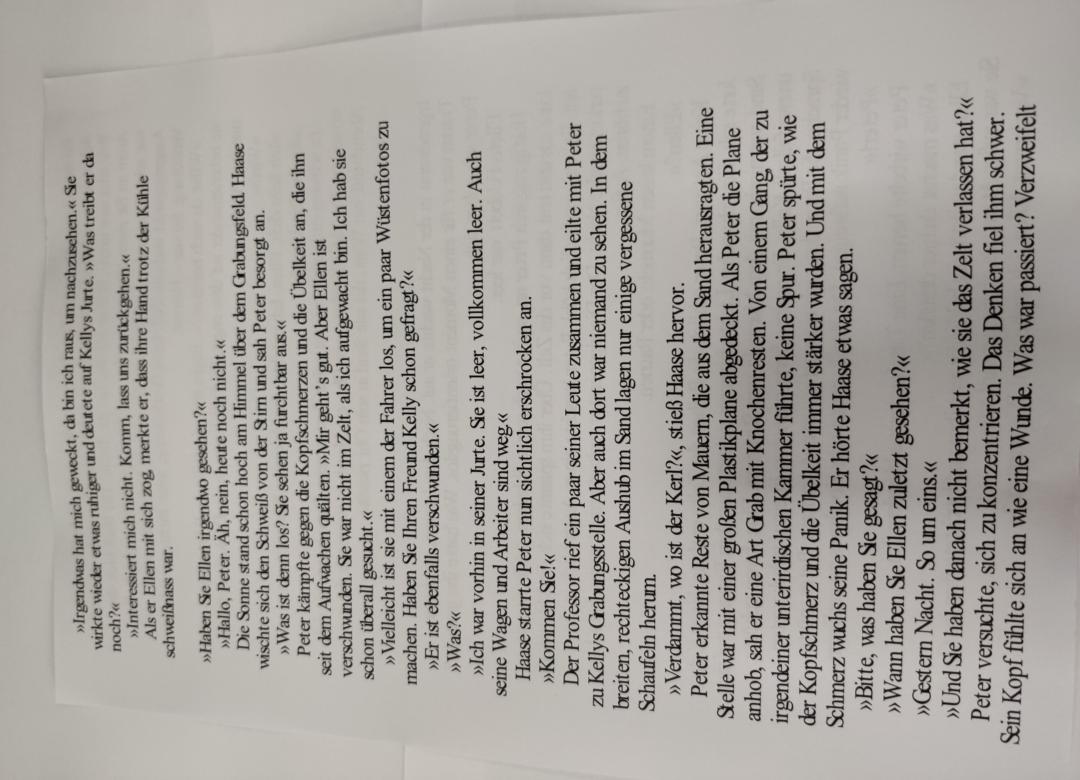 »Irgendwas hat mich geweckt, da bin ich raus, um nachzusehen.« Sie
wirkte wieder etwas ruhiger und deutete auf Kellys Jurte. »Was treibt er da
noch?«
»Interessiert mich nicht. Komm, lass uns zurückgehen.«
Als er Ellen mit sich zog merkte er, dass ihre Hand trotz der Kühle
schweißnass war.
»Haben Sie Ellen irgendwo gesehen?«
»Hallo, Peter. Äh, nein, heute noch nicht.«
Die Sonne stand schon hoch am Himmel über dem Grabungsfeld. Haase
wischte sich den Schweiß von der Stirn und sah Peter besorgt an.
»Was ist denn los? Sie sehen ja furchtbar aus.«
Peter kämpfte gegen die Kopfschmerzen und die Übelkeit an, die ihn
seit dem Aufwachen quälten. »Mir geht's gut. Aber Ellen ist
verschwunden. Sie war nicht im Zelt, als ich aufgewacht bin. Ich hab sie
schon überall gesucht.«
»Vielleicht ist sie mit einem der Fahrer los, um ein paar Wüstenfotos zu
machen. Haben Sie Ihren Freund Kelly schon gefragt?«
»Er ist ebenfalls verschwunden.«
»Was?«
»Ich war vorhin in seiner Jurte. Sie ist leer, vollkommen leer. Auch
seine Wagen und Arbeiter sind weg.«
Haase starrte Peter nun sichtlich erschrocken an.
»Kommen Sie!«
Der Professor rief ein paar seiner Leute zusammen und eilte mit Peter
zu Kellys Grabungsstelle. Aber auch dort war niemand zu sehen. In dem
breiten, rechteckigen Aushub im Sand lagen nur einige vergessene
Schaufeln herum.
»Verdammt, wo ist der Kerl?«, stieß Haase hervor.
Peter erkannte Reste von Mauern, die aus dem Sand herausragten. Eine
Stelle war mit einer großen Plastikplane abgedeckt. Als Peter die Plane
anhob, sah er eine Art Grab mit Knochenresten. Von einem Gang, der zu
irgendeiner unterirdischen Kammer führte, keine Spur. Peter spürte, wie
der Kopfschmerz und die Übelkeit immer stärker wurden. Und mit dem
Schmerz wuchs seine Panik. Er hörte Haase etwas sagen.
»Bitte, was haben Sie gesagt?«
»Wann haben Sie Ellen zuletzt gesehen?«
»Gestern Nacht. So um eins.«
»Und Sie haben danach nicht bemerkt, wie sie das Zelt verlassen hat?«
Peter versuchte, sich zu konzentrieren. Das Denken fiel ihm schwer.
Sein Kopf fühlte sich an wie eine Wunde. Was war passiert? Verzweifelt